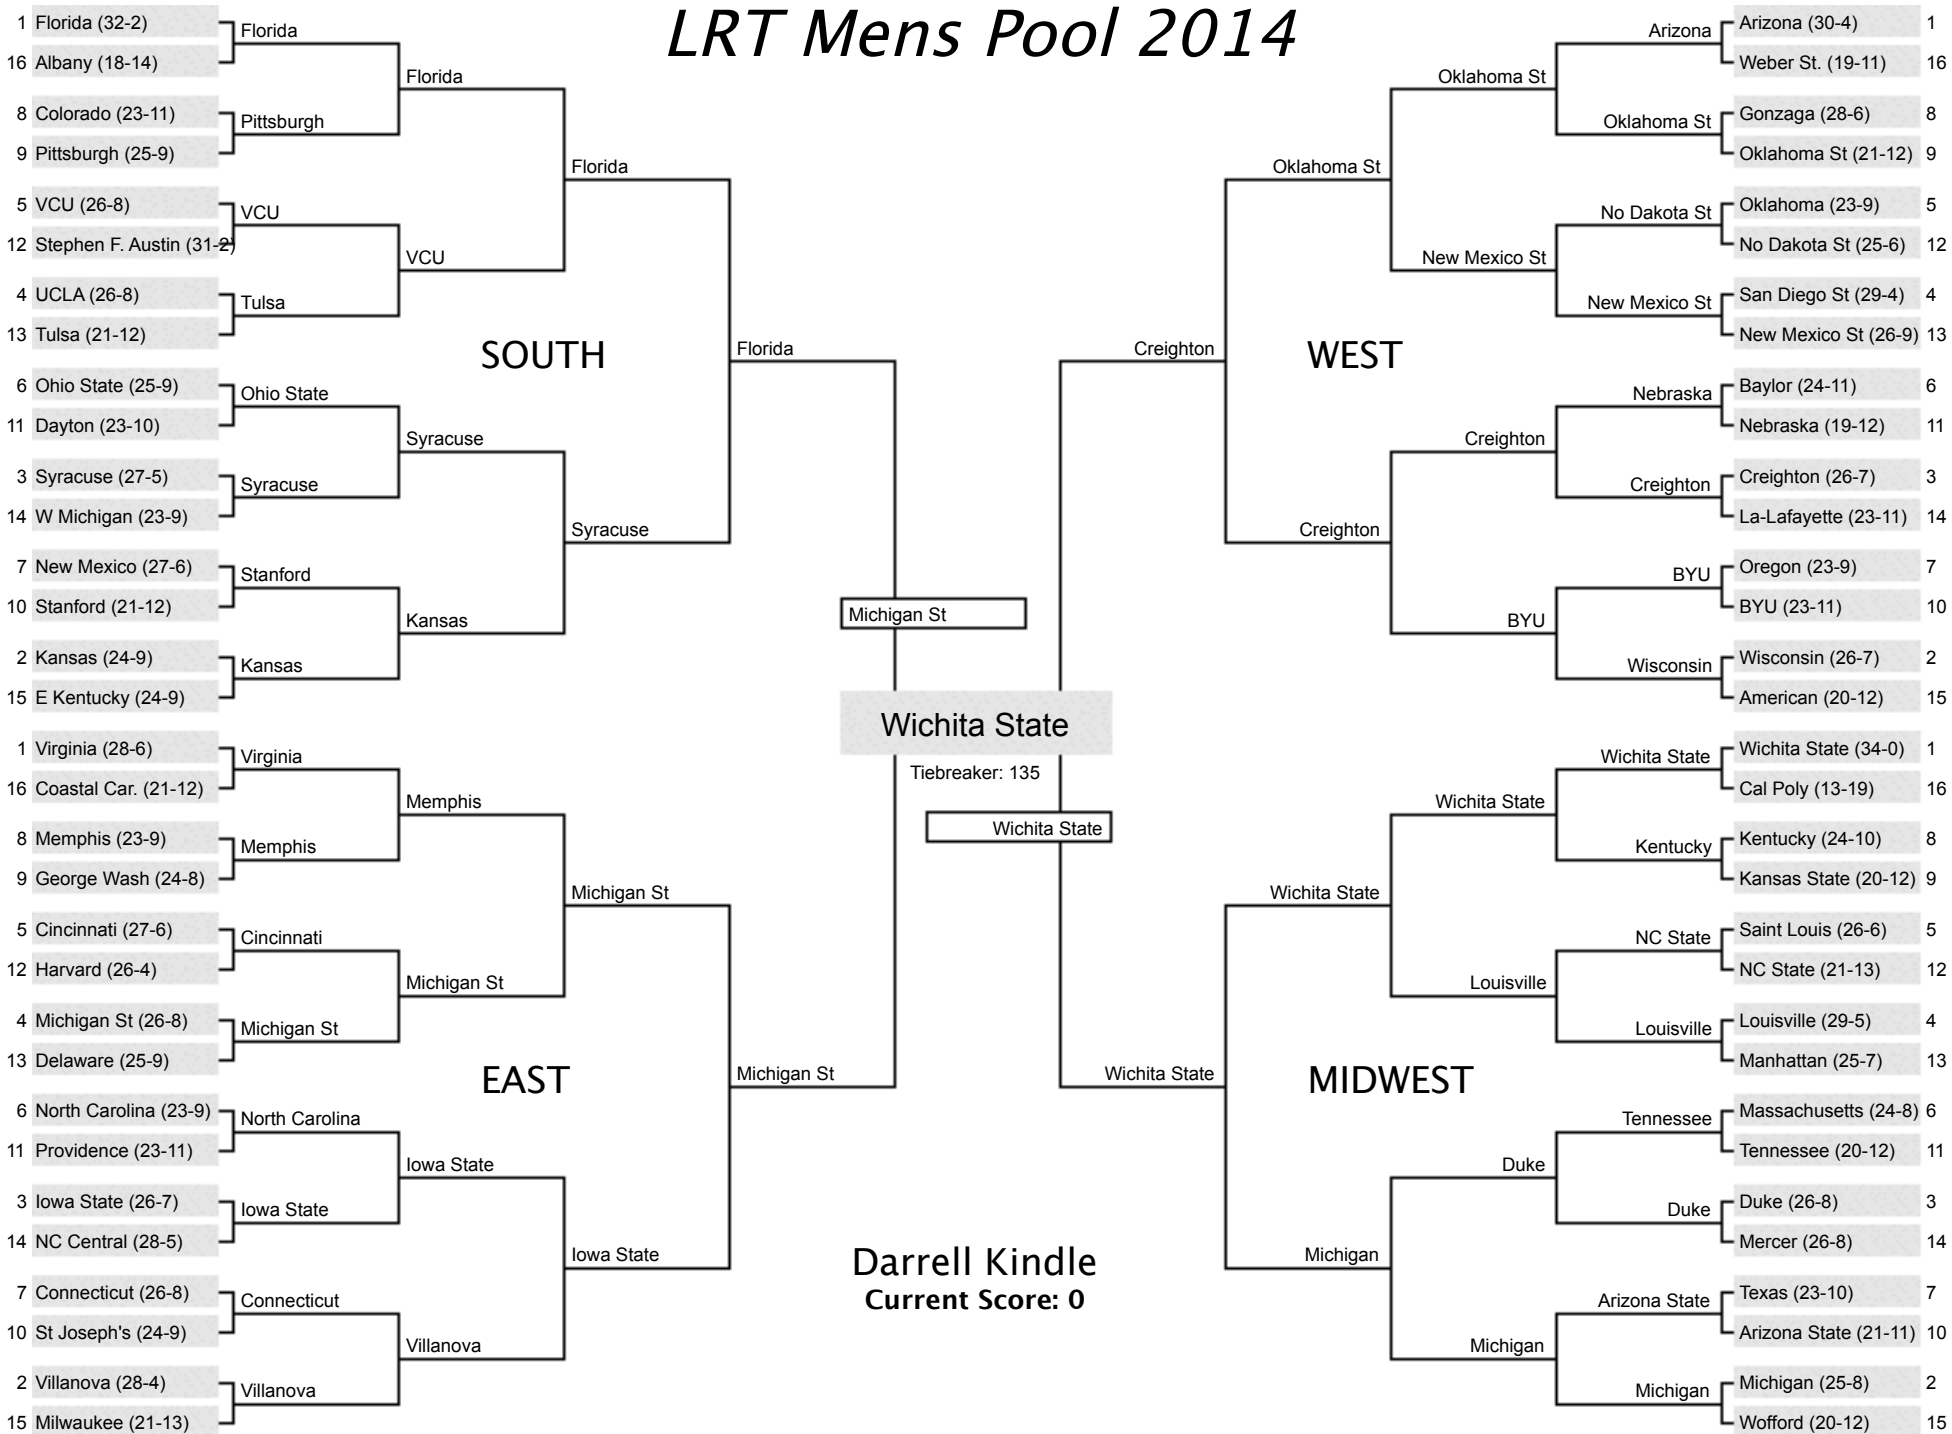 LRT Mens Pool 2014
1 Florida (32-2)
16 Albany (18-14)
8 Colorado (23-11)
9 Pittsburgh (25-9)
5 VCU (26-8)
12 Stephen F. Austin (31-2)
4 UCLA (26-8)
13 Tulsa (21-12)
6 Ohio State (25-9)
11 Dayton (23-10)
3 Syracuse (27-5)
14 W Michigan (23-9)
7 New Mexico (27-6)
10 Stanford (21-12)
2 Kansas (24-9)
15 E Kentucky (24-9)
Florida
Pittsburgh
VCU
Tulsa
Ohio State
Syracuse
Stanford
Kansas
Florida
VCU
Syracuse
Kansas
Florida
Syracuse
SOUTH
Florida
1 Virginia (28-6)
16 Coastal Car. (21-12)
8 Memphis (23-9)
9 George Wash (24-8)
5 Cincinnati (27-6)
12 Harvard (26-4)
4 Michigan St (26-8)
13 Delaware (25-9)
6 North Carolina (23-9)
11 Providence (23-11)
3 Iowa State (26-7)
14 NC Central (28-5)
7 Connecticut (26-8)
10 St Joseph's (24-9)
2 Villanova (28-4)
15 Milwaukee (21-13)
Virginia
Memphis
Cincinnati
Michigan St
North Carolina
Iowa State
Connecticut
Villanova
Memphis
Michigan St
Iowa State
Villanova
Michigan St
Iowa State
EAST
Michigan St
Michigan St
Wichita State
Tiebreaker: 135
Wichita State
Darrell Kindle
Current Score: 0
Arizona (30-4) 1
Weber St. (19-11) 16
Gonzaga (28-6) 8
Oklahoma St (21-12) 9
Oklahoma (23-9) 5
No Dakota St (25-6) 12
San Diego St (29-4) 4
New Mexico St (26-9) 13
Baylor (24-11) 6
Nebraska (19-12) 11
Creighton (26-7) 3
La-Lafayette (23-11) 14
Oregon (23-9) 7
BYU (23-11) 10
Wisconsin (26-7) 2
American (20-12) 15
Arizona
Oklahoma St
No Dakota St
New Mexico St
Nebraska
Creighton
BYU
Wisconsin
Oklahoma St
New Mexico St
Creighton
BYU
Oklahoma St
Creighton
WEST
Creighton
Wichita State (34-0) 1
Cal Poly (13-19) 16
Kentucky (24-10) 8
Kansas State (20-12) 9
Saint Louis (26-6) 5
NC State (21-13) 12
Louisville (29-5) 4
Manhattan (25-7) 13
Massachusetts (24-8) 6
Tennessee (20-12) 11
Duke (26-8) 3
Mercer (26-8) 14
Texas (23-10) 7
Arizona State (21-11) 10
Michigan (25-8) 2
Wofford (20-12) 15
Wichita State
Kentucky
NC State
Louisville
Tennessee
Duke
Arizona State
Michigan
Wichita State
Louisville
Duke
Michigan
Wichita State
Michigan
MIDWEST
Wichita State